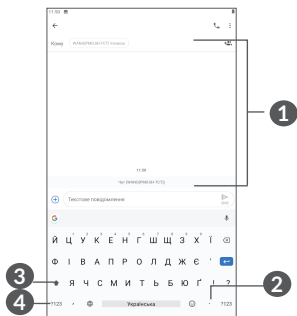 11:59
Кому
11:59
Текстове повідомлення
1
G
Й Ц У К Е Н Г Ш Щ З Х Ї
Ф І В А П Р О Л Д Ж Є '
3
Я Ч С М И Т Ь Б Ю Ґ ?
2
4
?123 , Українська . ?123